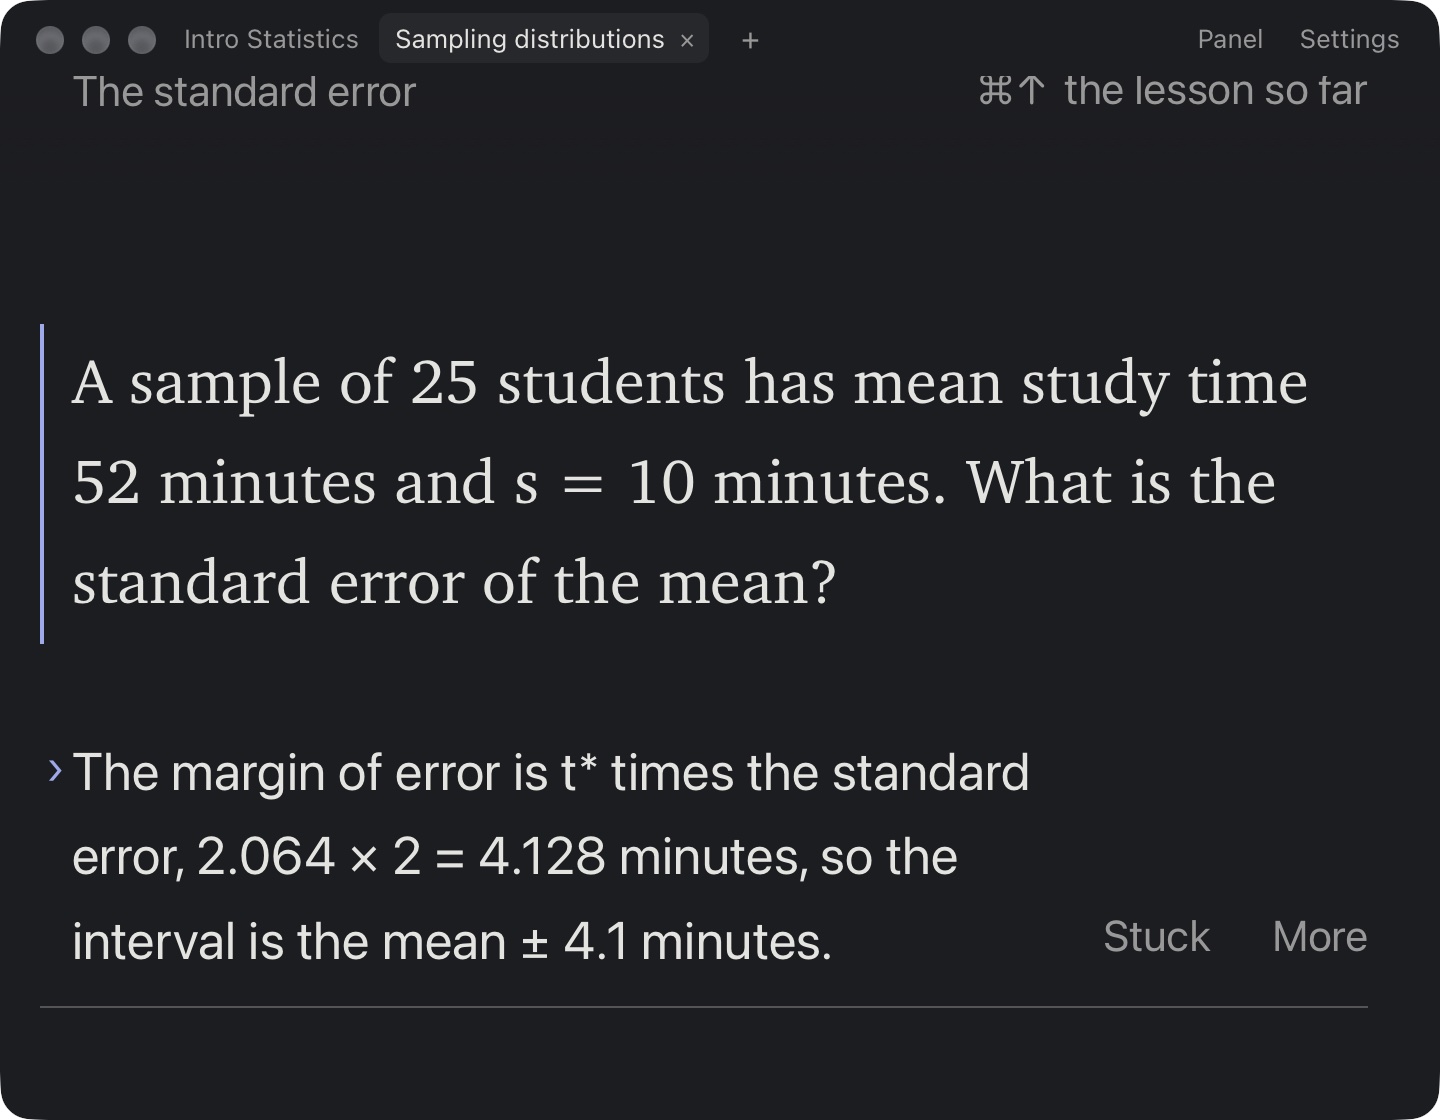 Intro Statistics
Sampling distributions ×
+
Panel
Settings
The standard error
⌘↑ the lesson so far
A sample of 25 students has mean study time
52 minutes and s = 10 minutes. What is the
standard error of the mean?
› The margin of error is t* times the standard
error, 2.064 × 2 = 4.128 minutes, so the
interval is the mean ± 4.1 minutes.
Stuck
More